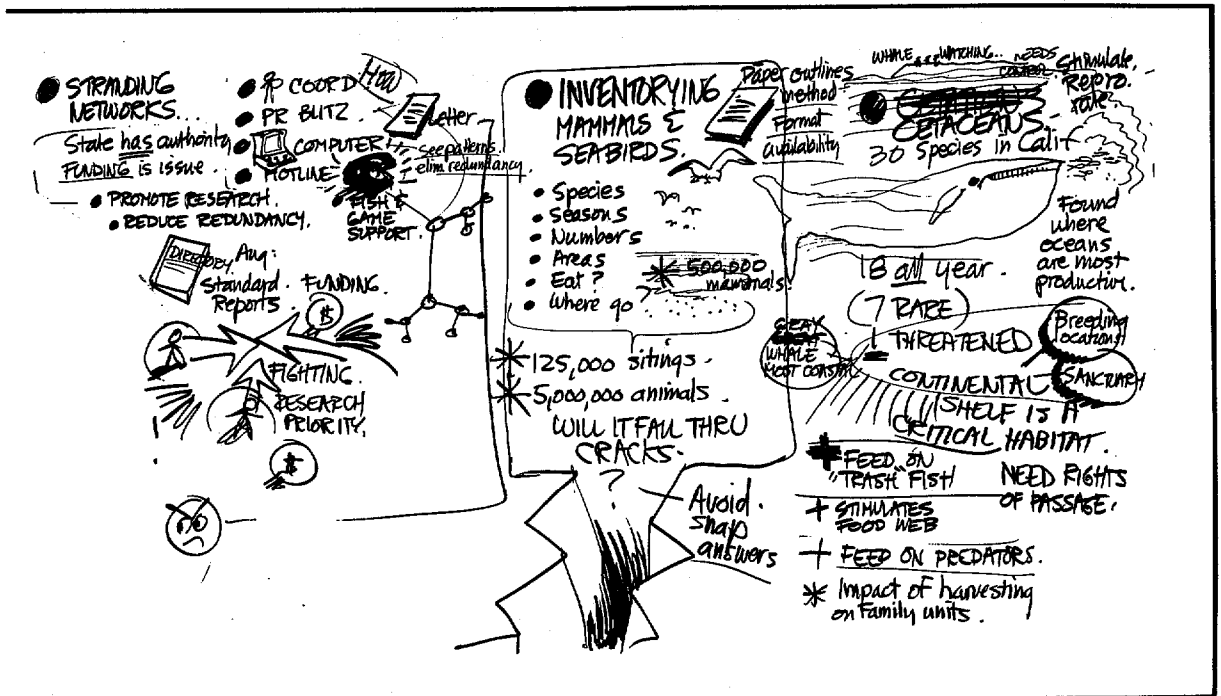 ● STRANDING
NETWORKS...
State has authority
FUNDING is issue.
● PROMOTE RESEARCH.
● REDUCE REDUNDANCY.
● COORD
● PR BLITZ
● COMPUTER
● HOTLINE
● FISH &
GAME
SUPPORT.
Letter
See patterns
elim redundancy
DIRECTORY
Aug:
Standard
Reports.
FUNDING.
$
FIGHTING.
RESEARCH
PRIORITY.
$
● INVENTORYING
MAMMALS &
SEABIRDS.
Paper outlines
method
Format
availability
● Species
● Seasons
● Numbers
● Areas
● Eat?
● Where go?
* 500,000
mammals.
* 125,000 sitings.
* 5,000,000 animals.
WILL IT FALL THRU
CRACKS.
?
Avoid.
snap
answers
WHALE WATCHING... NEEDS
CONTROL
Stimulate.
Repro.
rate.
● CETACEANS
30 Species in Calif
Found
where
oceans
are most
productive.
18 all year.
(7 RARE)
1 THREATENED
Breeding
locations
SANCTUARY
GRAY
WHALE
MOST COASTAL
CONTINENTAL
SHELF IS A
CRITICAL HABITAT.
+ FEED ON
"TRASH" FISH
NEED RIGHTS
OF PASSAGE.
+ STIMULATES
FOOD WEB
+ FEED ON PREDATORS.
* Impact of harvesting
on Family units.